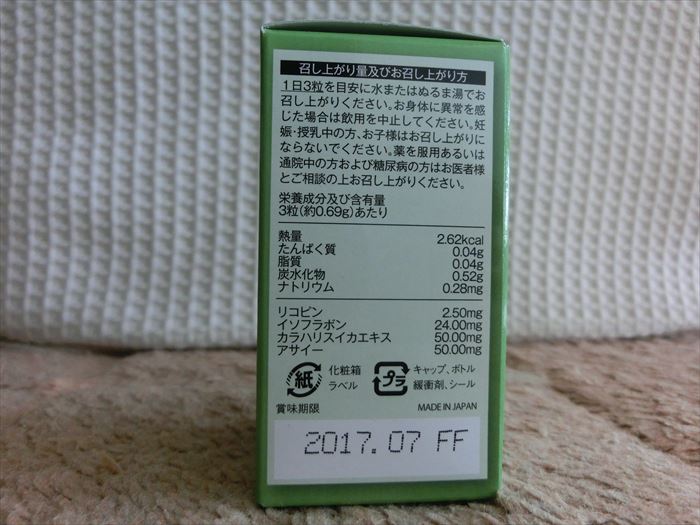 召し上がり量及びお召し上がり方
1日3粒を目安に水またはぬるま湯でお
召し上がりください。お身体に異常を感
じた場合は飲用を中止してください。妊
娠・授乳中の方、お子様はお召し上がりに
ならないでください。薬を服用あるいは
通院中の方および糖尿病の方はお医者様
とご相談の上お召し上がりください。
栄養成分及び含有量
3粒(約0.69g)あたり
熱量 2.62kcal
たんぱく質 0.04g
脂質 0.04g
炭水化物 0.52g
ナトリウム 0.28mg
リコピン 2.50mg
イソフラボン 24.00mg
カラハリスイカエキス 50.00mg
アサイー 50.00mg
紙 化粧箱 プラ キャップ、ボトル
ラベル 緩衝剤、シール
賞味期限 MADE IN JAPAN
2017.07 FF